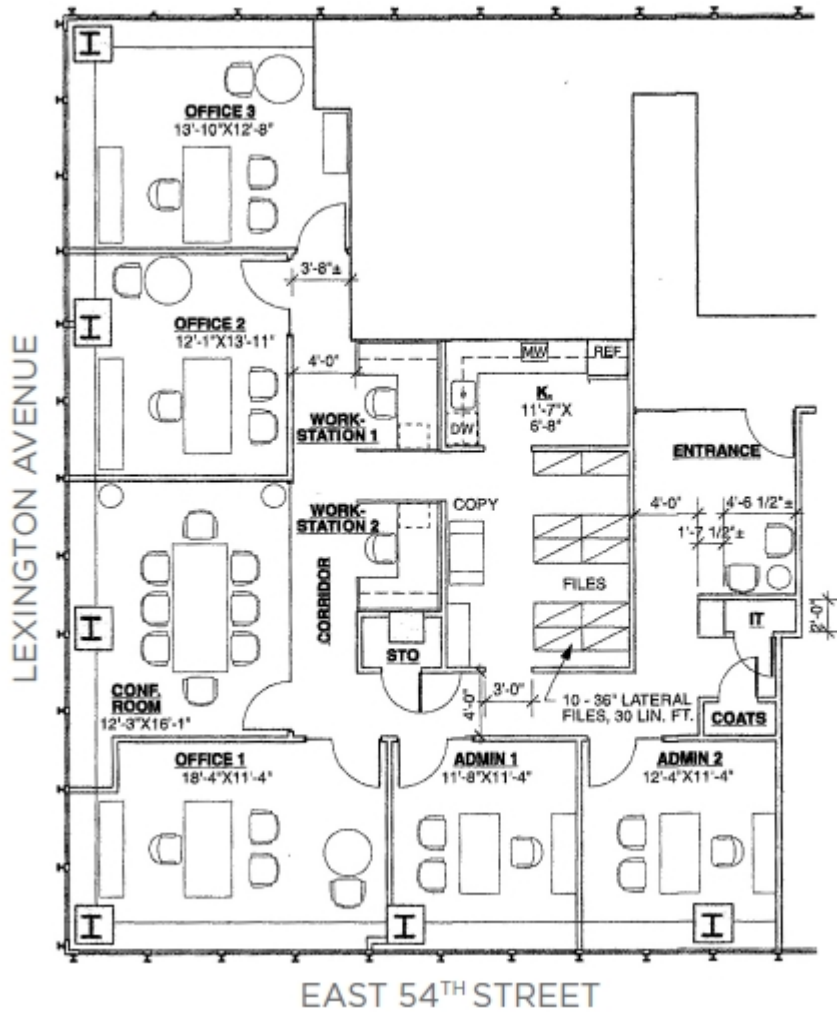 OFFICE 3
13'-10"X12'-8"
3'-8"±
OFFICE 2
12'-1"X13'-11"
4'-0"
MW
REF
K.
11'-7"X
6'-8"
DW
WORK-
STATION 1
ENTRANCE
COPY
4'-0"
4'-6 1/2"±
1'-7 1/2"±
WORK-
STATION 2
CORRIDOR
FILES
2'-0"
IT
STO
CONF.
ROOM
12'-3"X16'-1"
4'-0"
3'-0"
10 - 36" LATERAL
FILES, 30 LIN. FT.
COATS
OFFICE 1
18'-4"X11'-4"
ADMIN 1
11'-8"X11'-4"
ADMIN 2
12'-4"X11'-4"
LEXINGTON AVENUE
EAST 54TH STREET